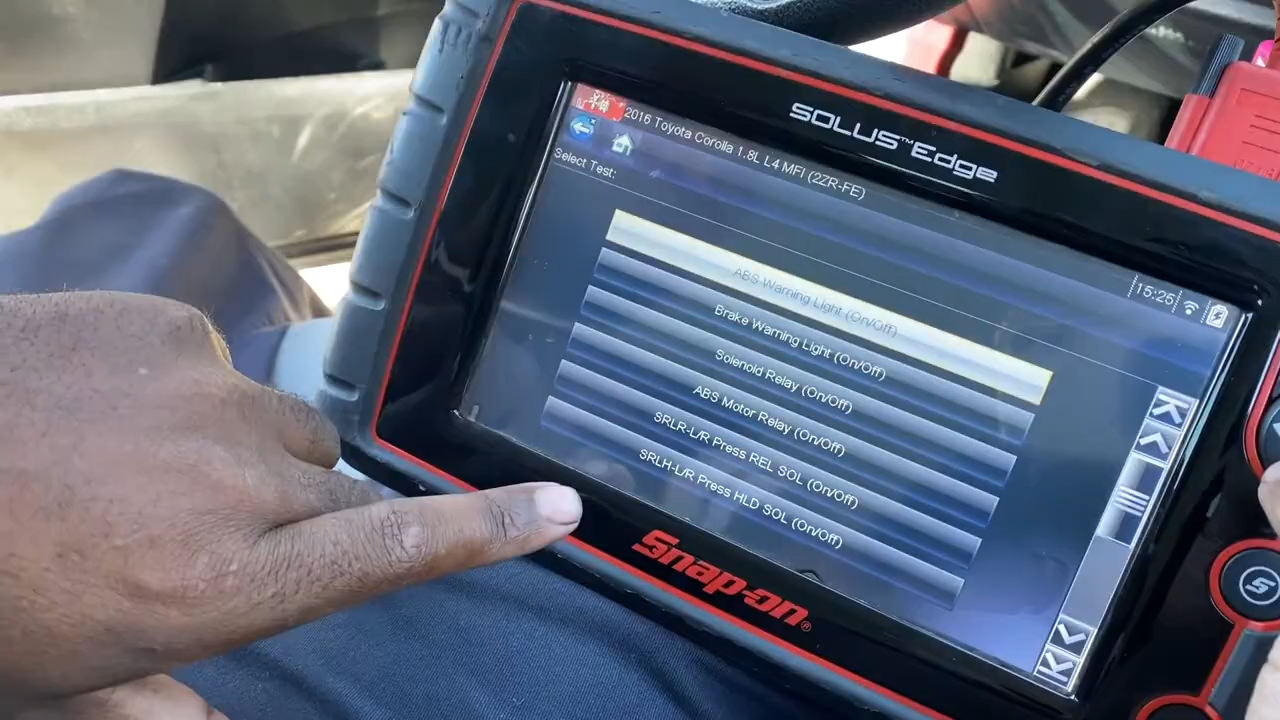 SOLUS™ Edge
2016 Toyota Corolla 1.8L L4 MFI (2ZR-FE)
Select Test:
15:25
ABS Warning Light (On/Off)
Brake Warning Light (On/Off)
Solenoid Relay (On/Off)
ABS Motor Relay (On/Off)
SRLR-L/R Press REL SOL (On/Off)
SRLH-L/R Press HLD SOL (On/Off)
Snap-on®